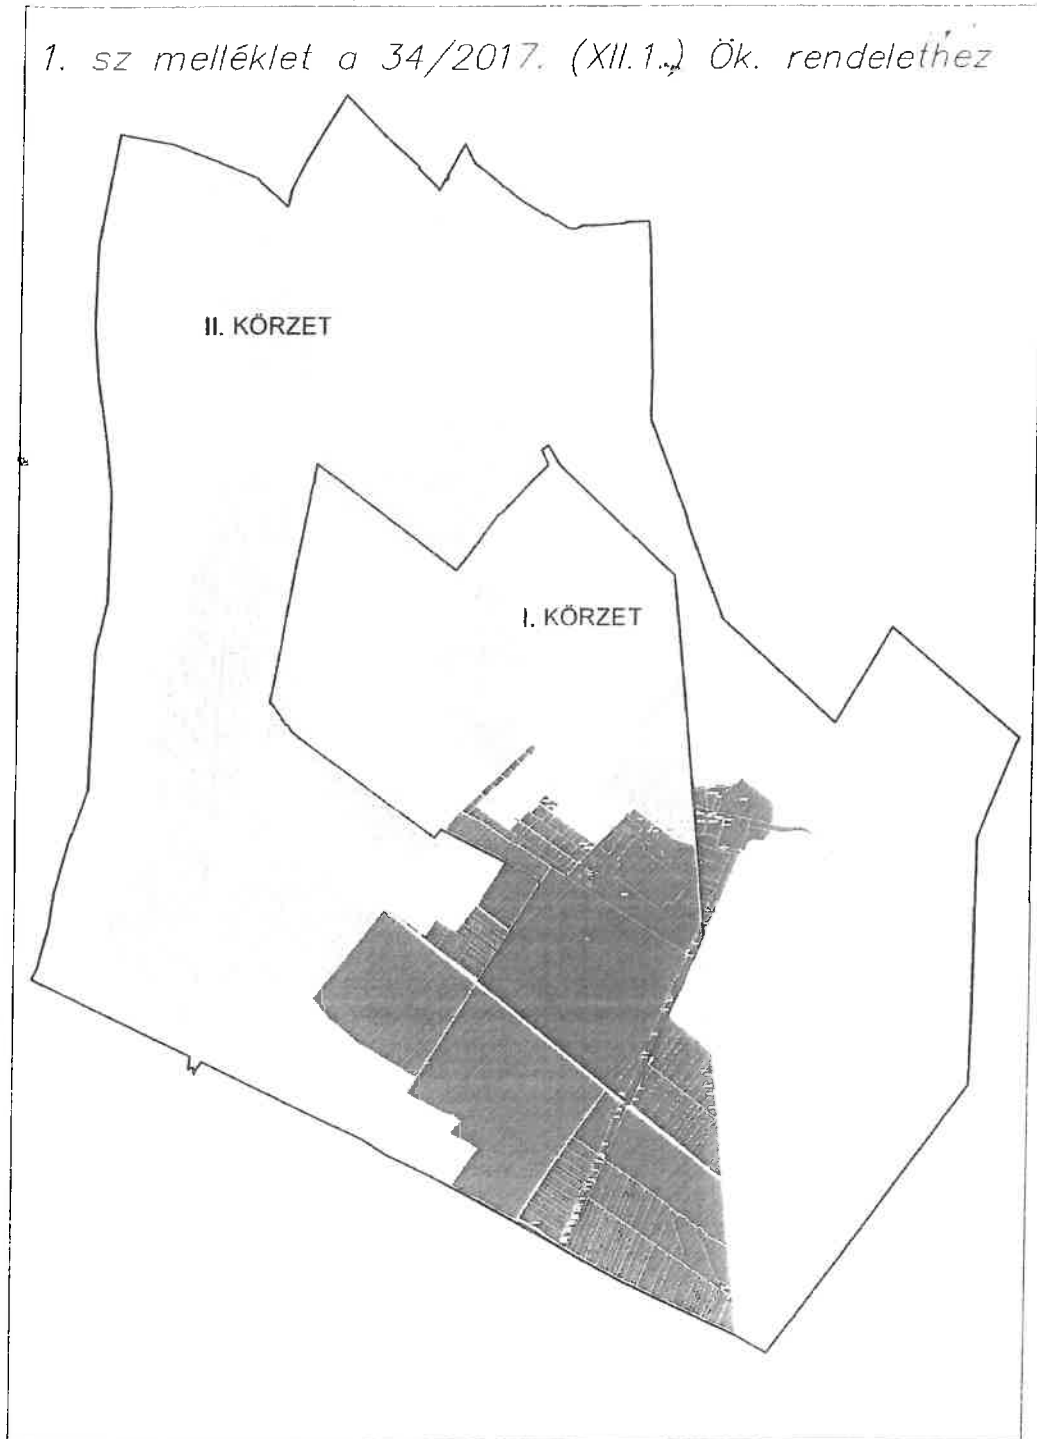 1. sz melléklet a 34/2017. (XII.1.) Ök. rendelethez
II. KÖRZET
I. KÖRZET